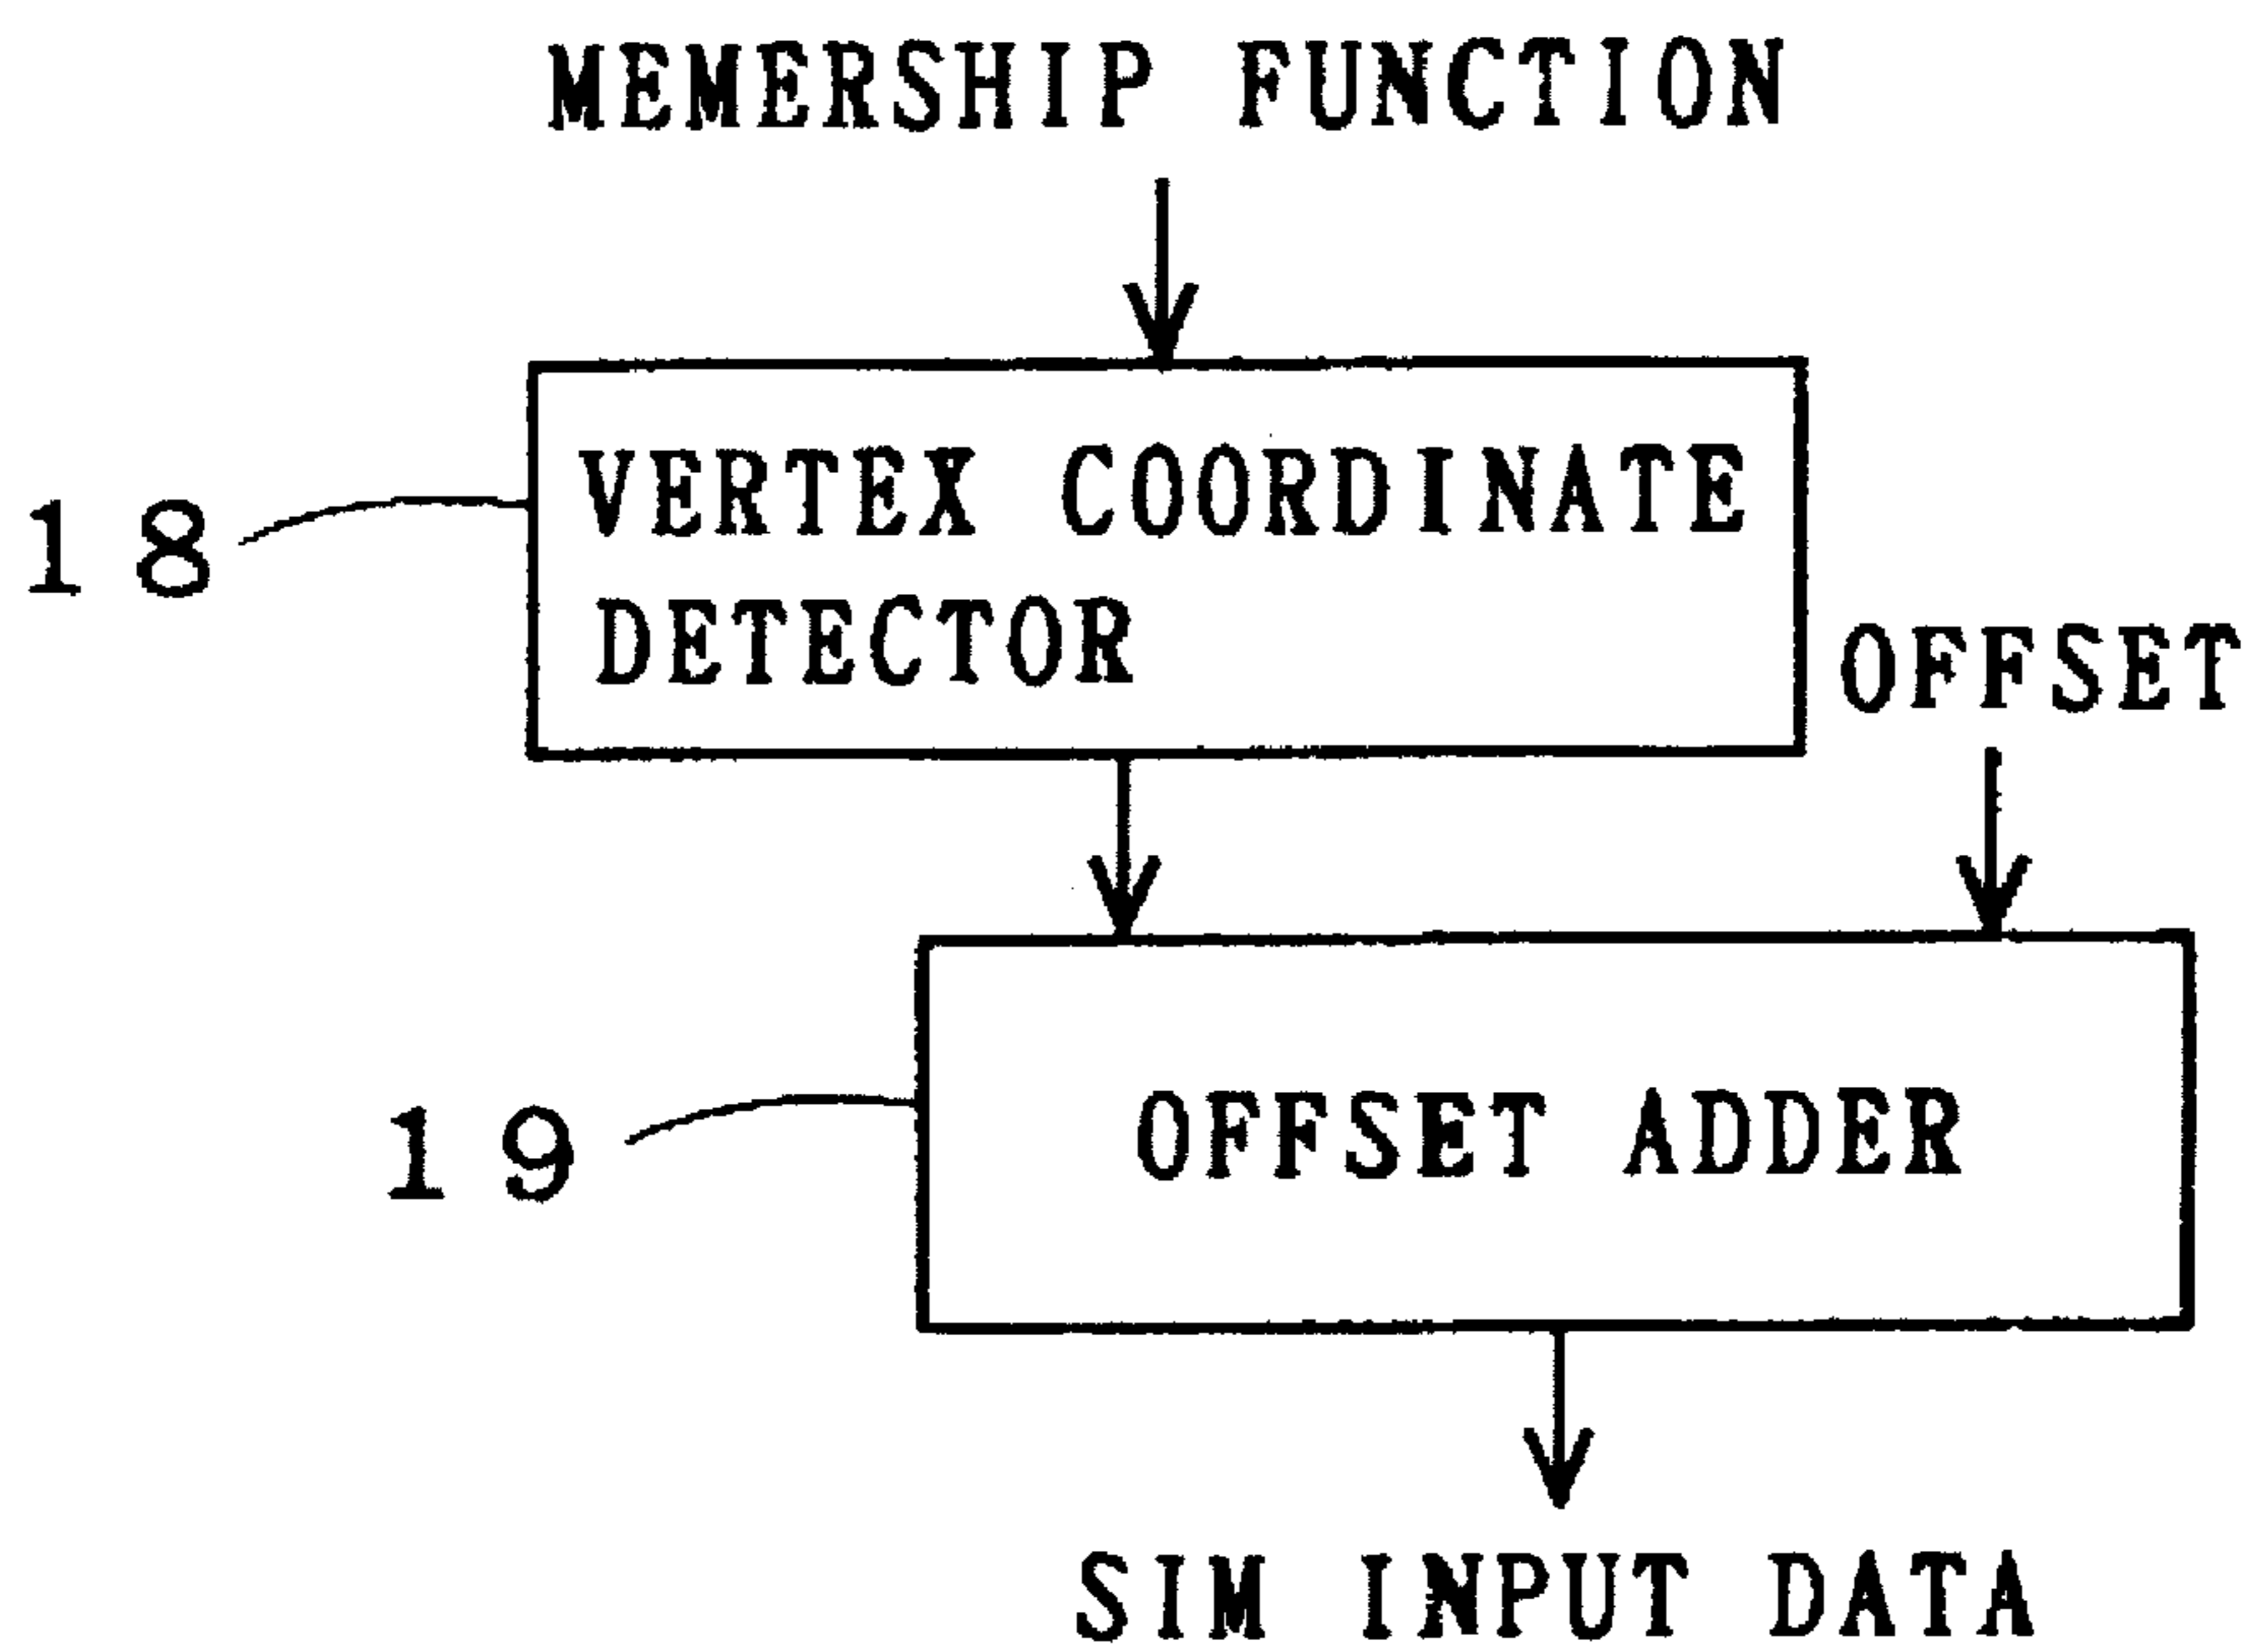 MEMERSHIP FUNCTION
18
VERTEX COORDINATE
DETECTOR
OFFSET
19
OFFSET ADDER
SIM INPUT DATA